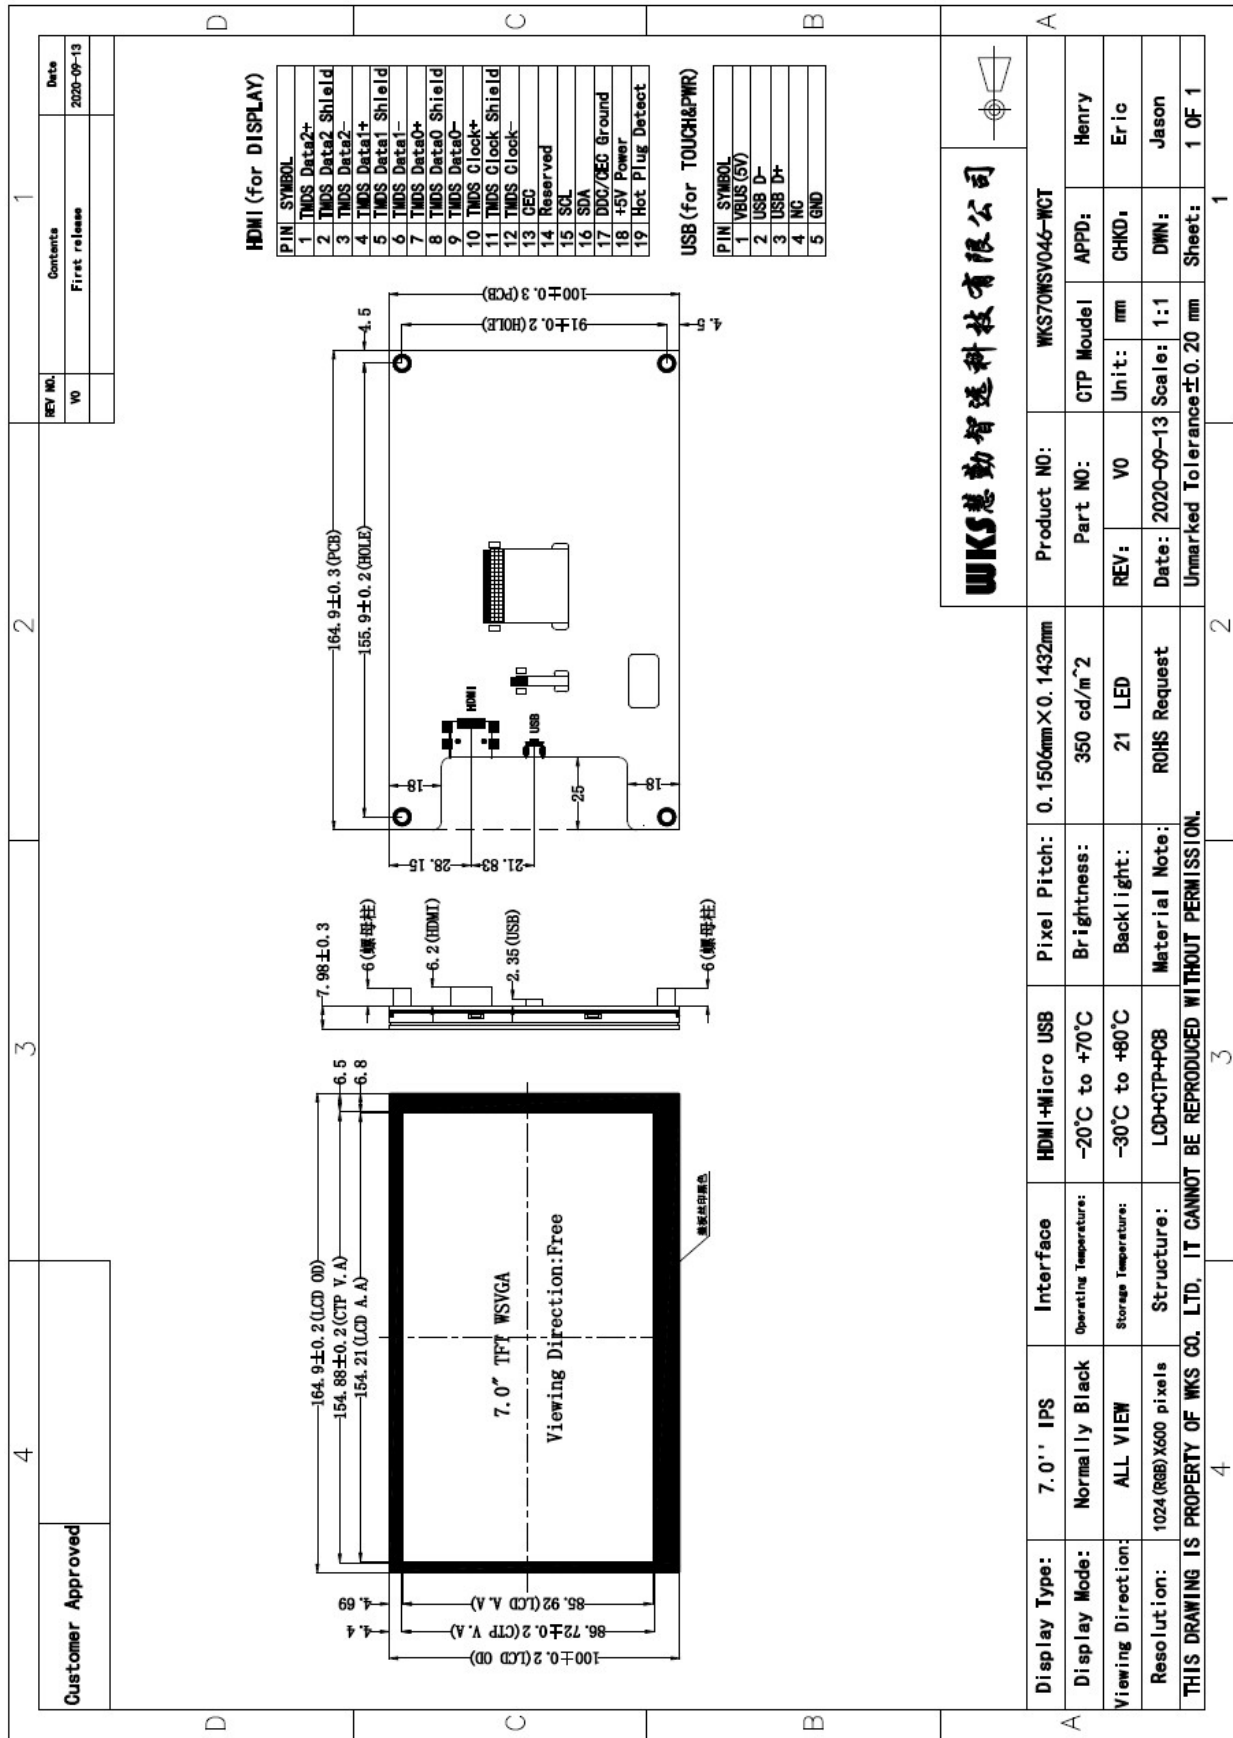 4
3
2
1
Customer Approved
REV NO.
Contents
Date
V0
First release
2020-09-13
D
C
B
A
164.9±0.2(LCD OD)
154.88±0.2(CTP V.A)
6.5
154.21(LCD A.A)
6.8
4.69
4.4
85.92(LCD A.A)
86.72±0.2(CTP V.A)
100±0.2(LCD OD)
7.0" TFT WSVGA
Viewing Direction:Free
盖板丝印黑色
7.98±0.3
6(螺母柱)
6.2(HDMI)
2.35(USB)
6(螺母柱)
164.9±0.3(PCB)
155.9±0.2(HOLE)
4.5
18
28.15
21.83
25
18
HDMI
USB
91±0.2(HOLE)
100±0.3(PCB)
4.5
HDMI(for DISPLAY)
PIN SYMBOL
1 TMDS Data2+
2 TMDS Data2 Shield
3 TMDS Data2-
4 TMDS Data1+
5 TMDS Data1 Shield
6 TMDS Data1-
7 TMDS Data0+
8 TMDS Data0 Shield
9 TMDS Data0-
10 TMDS Clock+
11 TMDS Clock Shield
12 TMDS Clock-
13 CEC
14 Reserved
15 SCL
16 SDA
17 DDC/CEC Ground
18 +5V Power
19 Hot Plug Detect
USB(for TOUCH&PWR)
PIN SYMBOL
1 VBUS(5V)
2 USB D-
3 USB D+
4 NC
5 GND
WKS慧勤智远科技有限公司
Display Type: 7.0'' IPS Interface HDMI+Micro USB Pixel Pitch: 0.1506mm×0.1432mm Product NO: WKS70WSV046-WCT
Display Mode: Normally Black Operating Temperature: -20℃ to +70℃ Brightness: 350 cd/m^2 Part NO: CTP Moudel APPD: Henry
Viewing Direction: ALL VIEW Storage Temperature: -30℃ to +80℃ Backlight: 21 LED REV: V0 Unit: mm CHKD: Eric
Resolution: 1024(RGB)X600 pixels Structure: LCD+CTP+PCB Material Note: ROHS Request Date: 2020-09-13 Scale: 1:1 DWN: Jason
THIS DRAWING IS PROPERTY OF WKS CO. LTD, IT CANNOT BE REPRODUCED WITHOUT PERMISSION. Unmarked Tolerance±0.20 mm Sheet: 1 OF 1
D
C
B
A
4
3
2
1